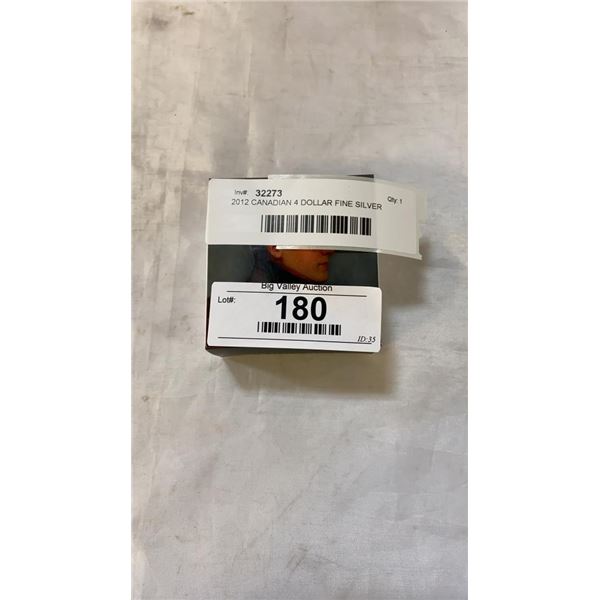 Inv#: 32273 Qty: 1
2012 CANADIAN 4 DOLLAR FINE SILVER
Big Valley Auction
Lot#: 180
ID:35